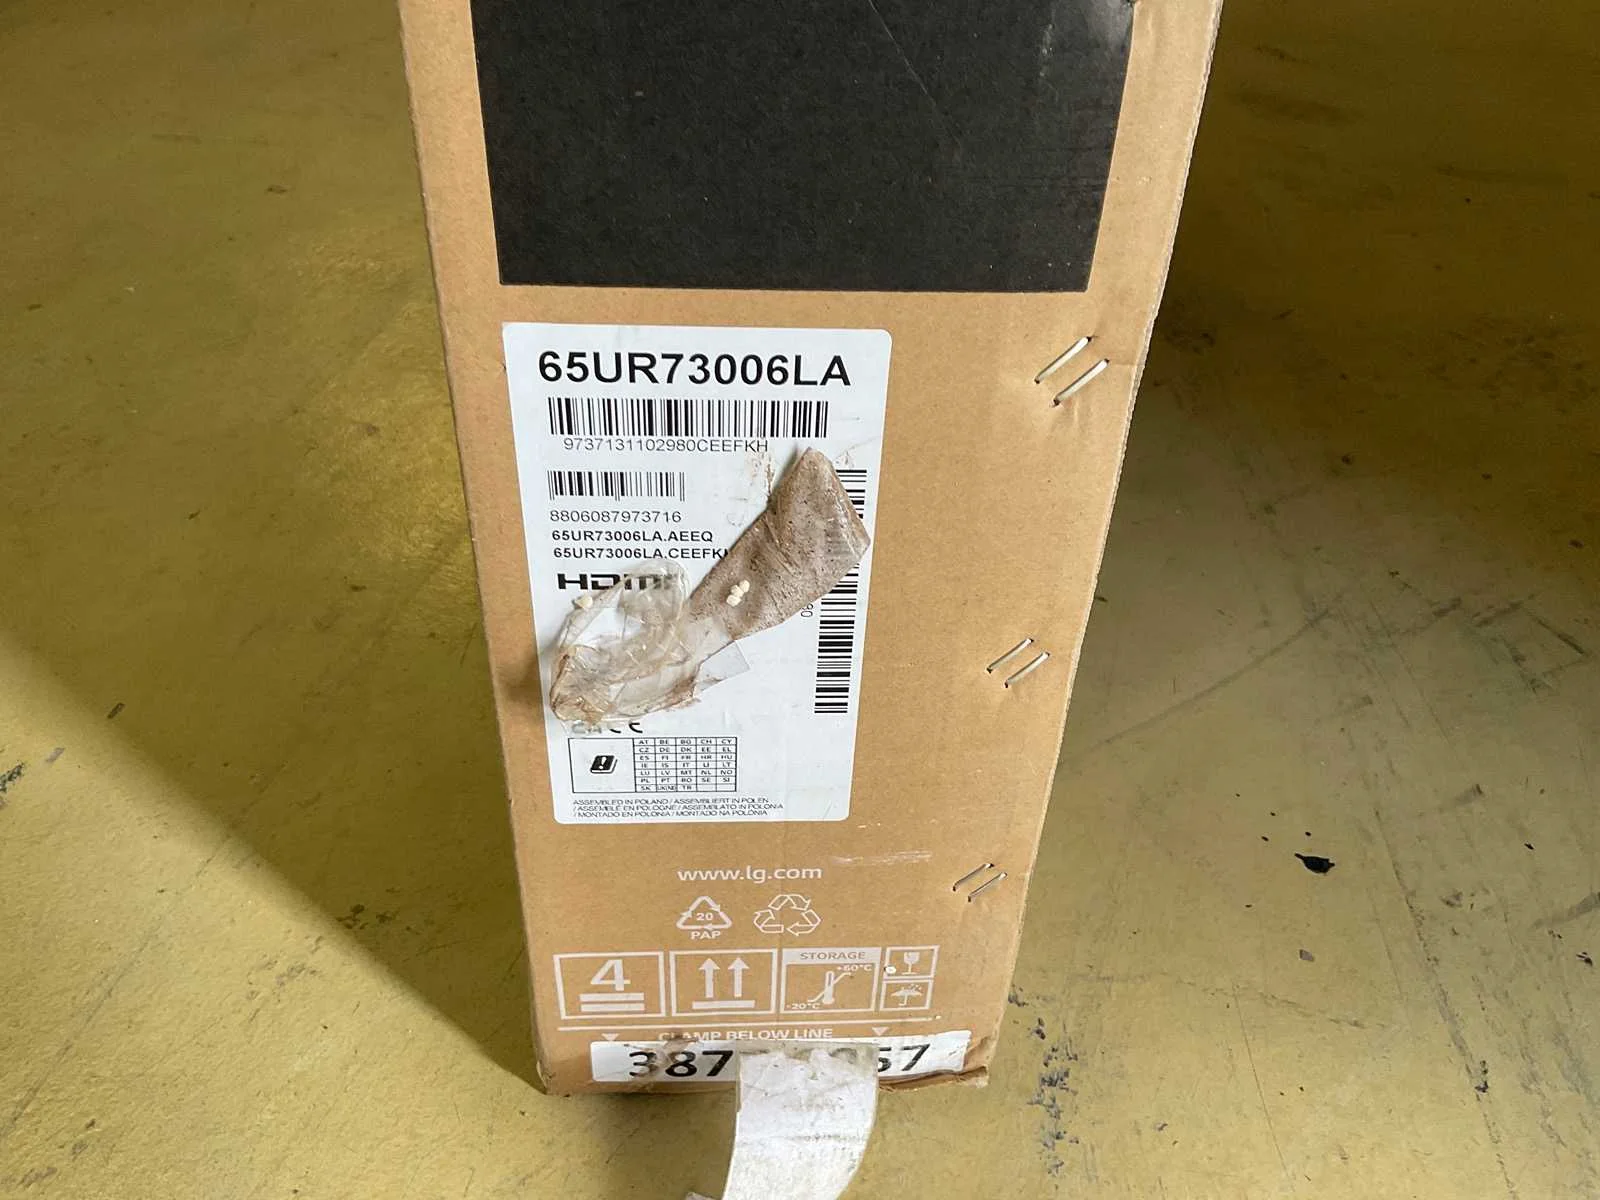 65UR73006LA
9737131102980CEEFKH
8806087973716
65UR73006LA.AEEQ
65UR73006LA.CEEFK
HDMI
CE
AT BE BG CH CY
CZ DE DK EE EL
ES FI FR HR HU
IE IS IT LI LT
LU LV MT NL NO
PL PT RO SE SI
SK UK(NI) TR
ASSEMBLED IN POLAND / ASSEMBLIERT IN POLEN
/ ASSEMBLÉ EN POLOGNE / ASSEMBLATO IN POLONIA
/ MONTADO EN POLONIA / MONTADO NA POLÓNIA
www.lg.com
20
PAP
4
STORAGE
+60°C
-20°C
CLAMP BELOW LINE
387 57